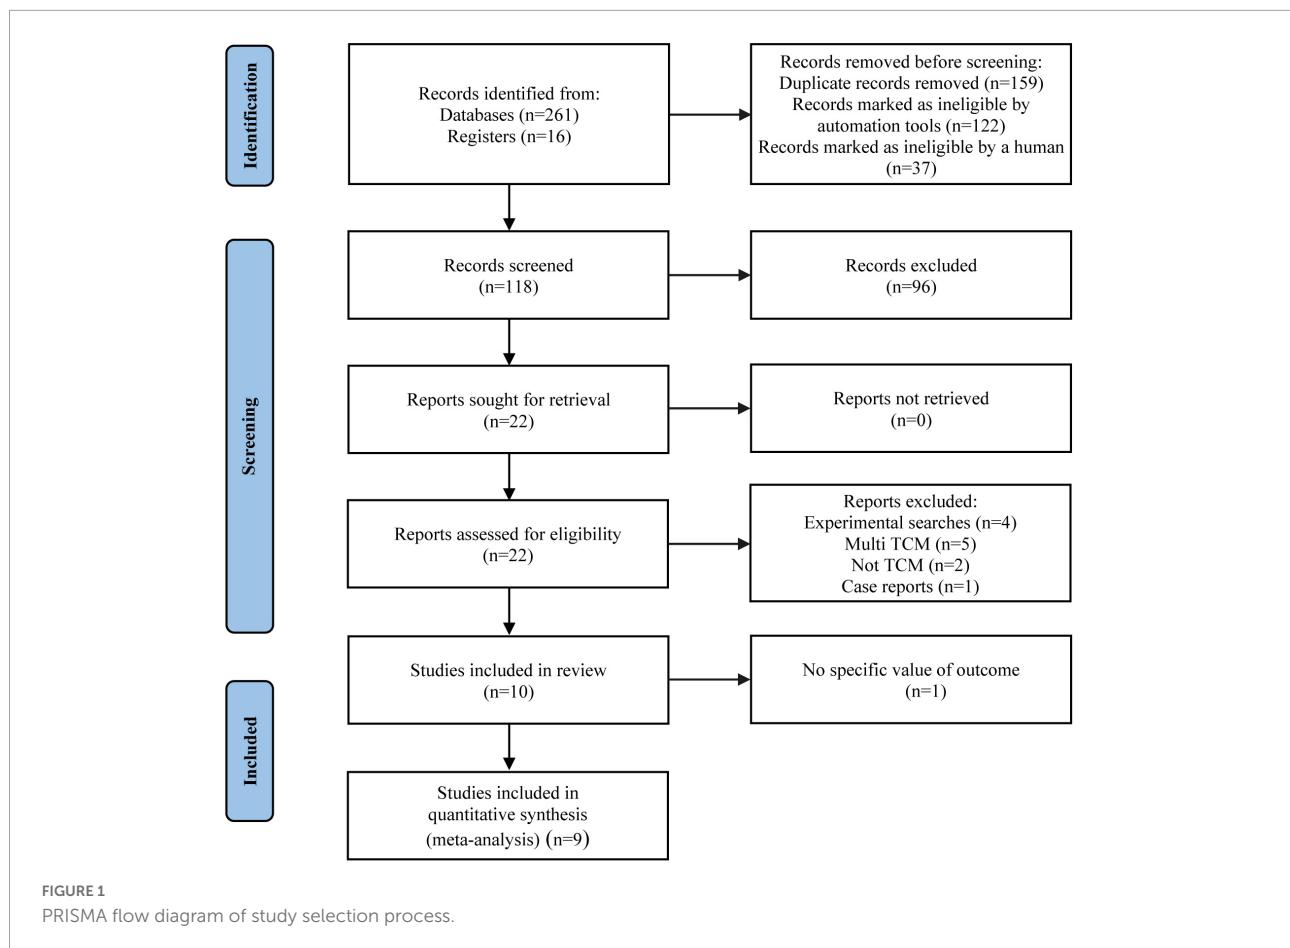 Identification
Records identified from:
Databases (n=261)
Registers (n=16)
Records removed before screening:
Duplicate records removed (n=159)
Records marked as ineligible by
automation tools (n=122)
Records marked as ineligible by a human
(n=37)
Screening
Records screened
(n=118)
Records excluded
(n=96)
Reports sought for retrieval
(n=22)
Reports not retrieved
(n=0)
Reports assessed for eligibility
(n=22)
Reports excluded:
Experimental searches (n=4)
Multi TCM (n=5)
Not TCM (n=2)
Case reports (n=1)
Included
Studies included in review
(n=10)
No specific value of outcome
(n=1)
Studies included in
quantitative synthesis
(meta-analysis) (n=9)
FIGURE 1
PRISMA flow diagram of study selection process.